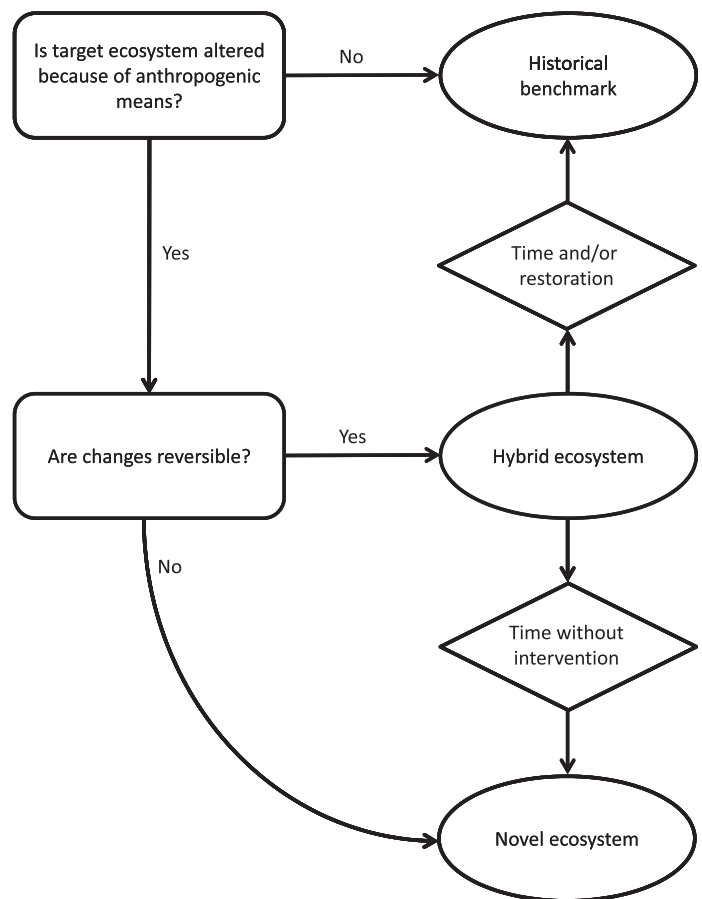 Is target ecosystem altered
because of anthropogenic
means?
No
Historical
benchmark
Yes
Time and/or
restoration
Are changes reversible?
Yes
Hybrid ecosystem
No
Time without
intervention
Novel ecosystem